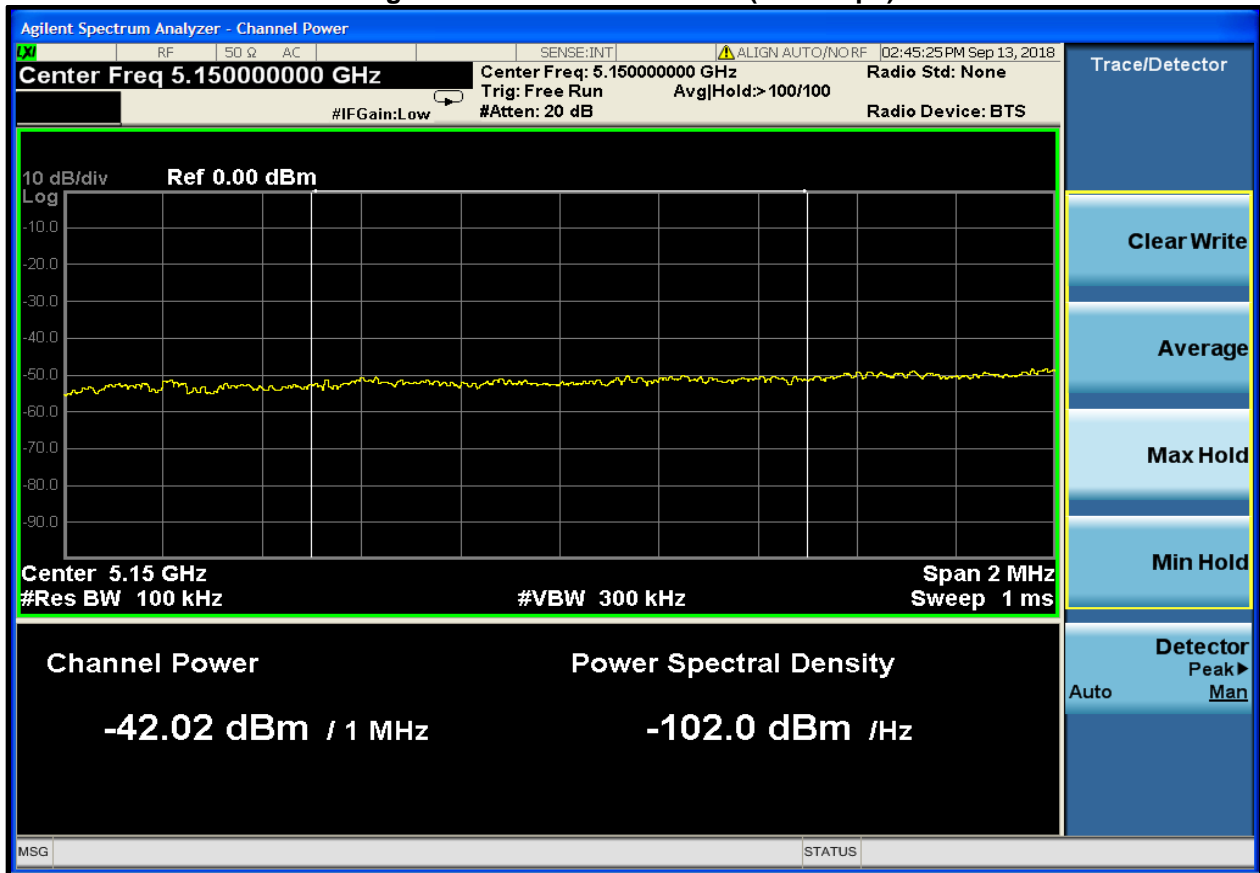 Agilent Spectrum Analyzer - Channel Power
LXI RF 50 Ω AC SENSE:INT ALIGN AUTO/NO RF 02:45:25 PM Sep 13, 2018
Center Freq 5.150000000 GHz
Center Freq: 5.150000000 GHz Radio Std: None
Trig: Free Run Avg|Hold:> 100/100
#IFGain:Low #Atten: 20 dB Radio Device: BTS
10 dB/div Ref 0.00 dBm
Log
-10.0
-20.0
-30.0
-40.0
-50.0
-60.0
-70.0
-80.0
-90.0
Center 5.15 GHz Span 2 MHz
#Res BW 100 kHz #VBW 300 kHz Sweep 1 ms
Channel Power Power Spectral Density
-42.02 dBm / 1 MHz -102.0 dBm /Hz
MSG STATUS
Trace/Detector
Clear Write
Average
Max Hold
Min Hold
Detector
Peak▶
Auto Man